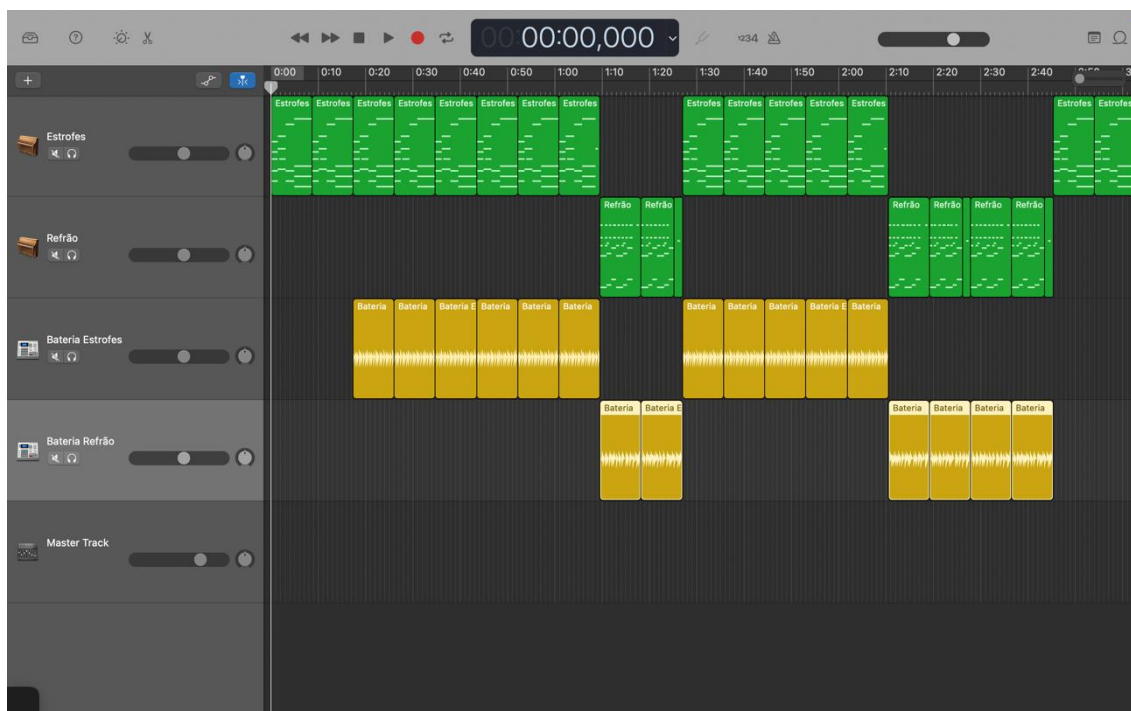 00:00:00,000
1234
0:00 0:10 0:20 0:30 0:40 0:50 1:00 1:10 1:20 1:30 1:40 1:50 2:00 2:10 2:20 2:30 2:40
Estrofes Estrofes Estrofes Estrofes Estrofes Estrofes Estrofes Estrofes Estrofes Estrofes Estrofes Estrofes Estrofes Estrofes Estrofes
Estrofes
Refrão Refrão Refrão Refrão Refrão Refrão
Refrão
Bateria Bateria Bateria E Bateria Bateria Bateria Bateria Bateria Bateria Bateria E Bateria
Bateria Estrofes
Bateria Bateria E Bateria Bateria Bateria Bateria
Bateria Refrão
Master Track